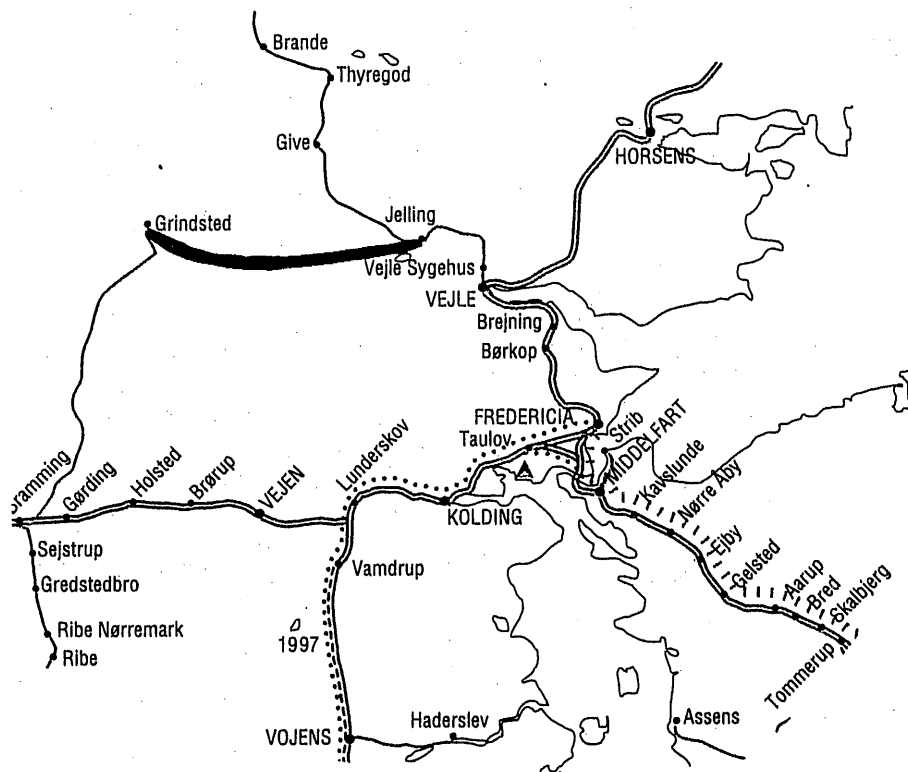 Brande
Thyregod
Give
HORSENS
Grindsted
Jelling
Vejle Sygehus
VEJLE
Brejning
Børkop
FREDERICIA
Taulov
Strib
MIDDELFART
Kavslunde
Nørre Åby
Ejby
Gelsted
Aarup
Bred
Skalbjerg
Tommerup
Lunderskov
KOLDING
Bramming
Gørding
Holsted
Brørup
VEJEN
Sejstrup
Gredstedbro
Vamdrup
Ribe Nørremark
Ribe
1997
VOJENS
Haderslev
Assens